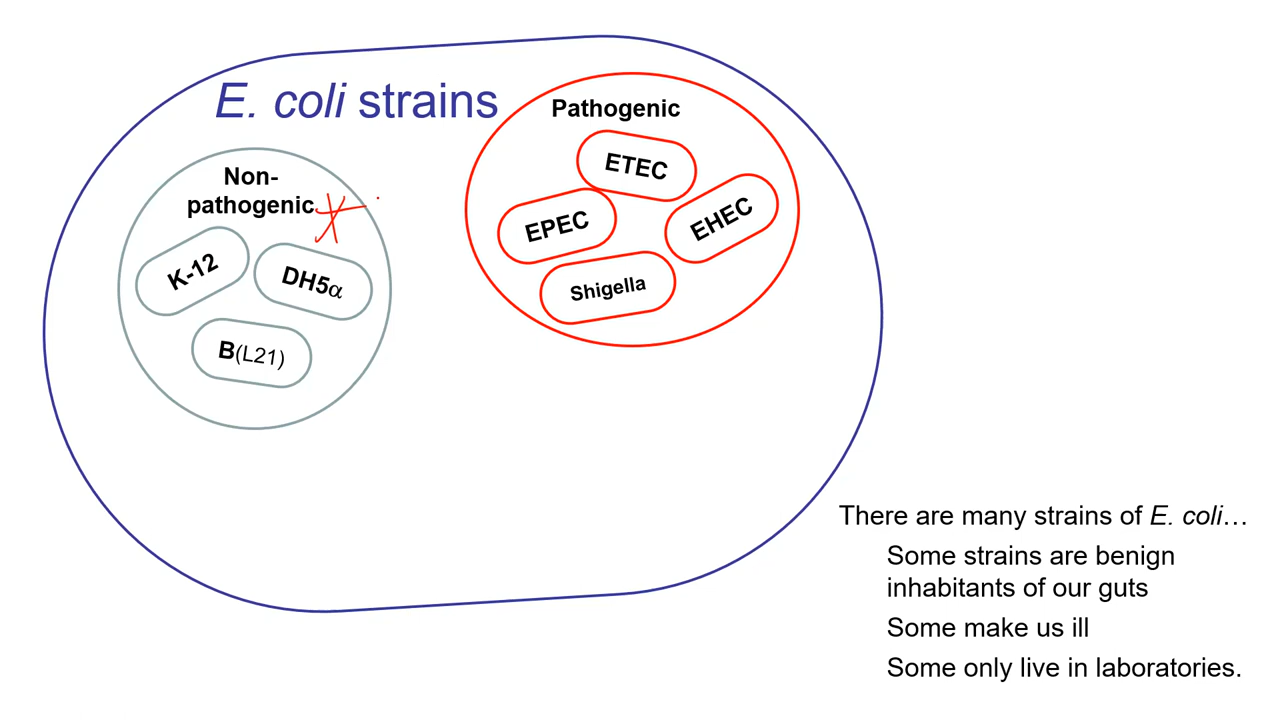 E. coli strains
Non-
pathogenic
K-12
DH5α
B(L21)
Pathogenic
ETEC
EPEC
EHEC
Shigella
There are many strains of E. coli…
Some strains are benign
inhabitants of our guts
Some make us ill
Some only live in laboratories.